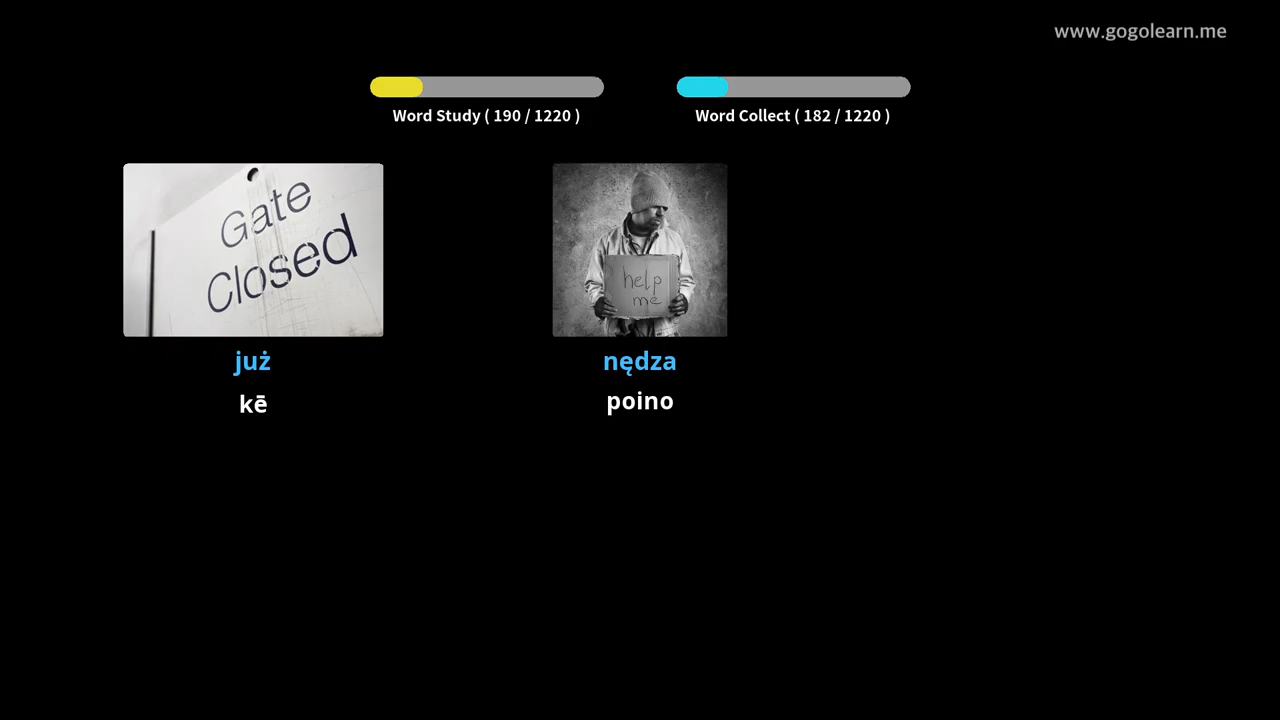 www.gogolearn.me
Word Study ( 190 / 1220 )
Word Collect ( 182 / 1220 )
Gate
Closed
help
me
już
nędza
kē
poino